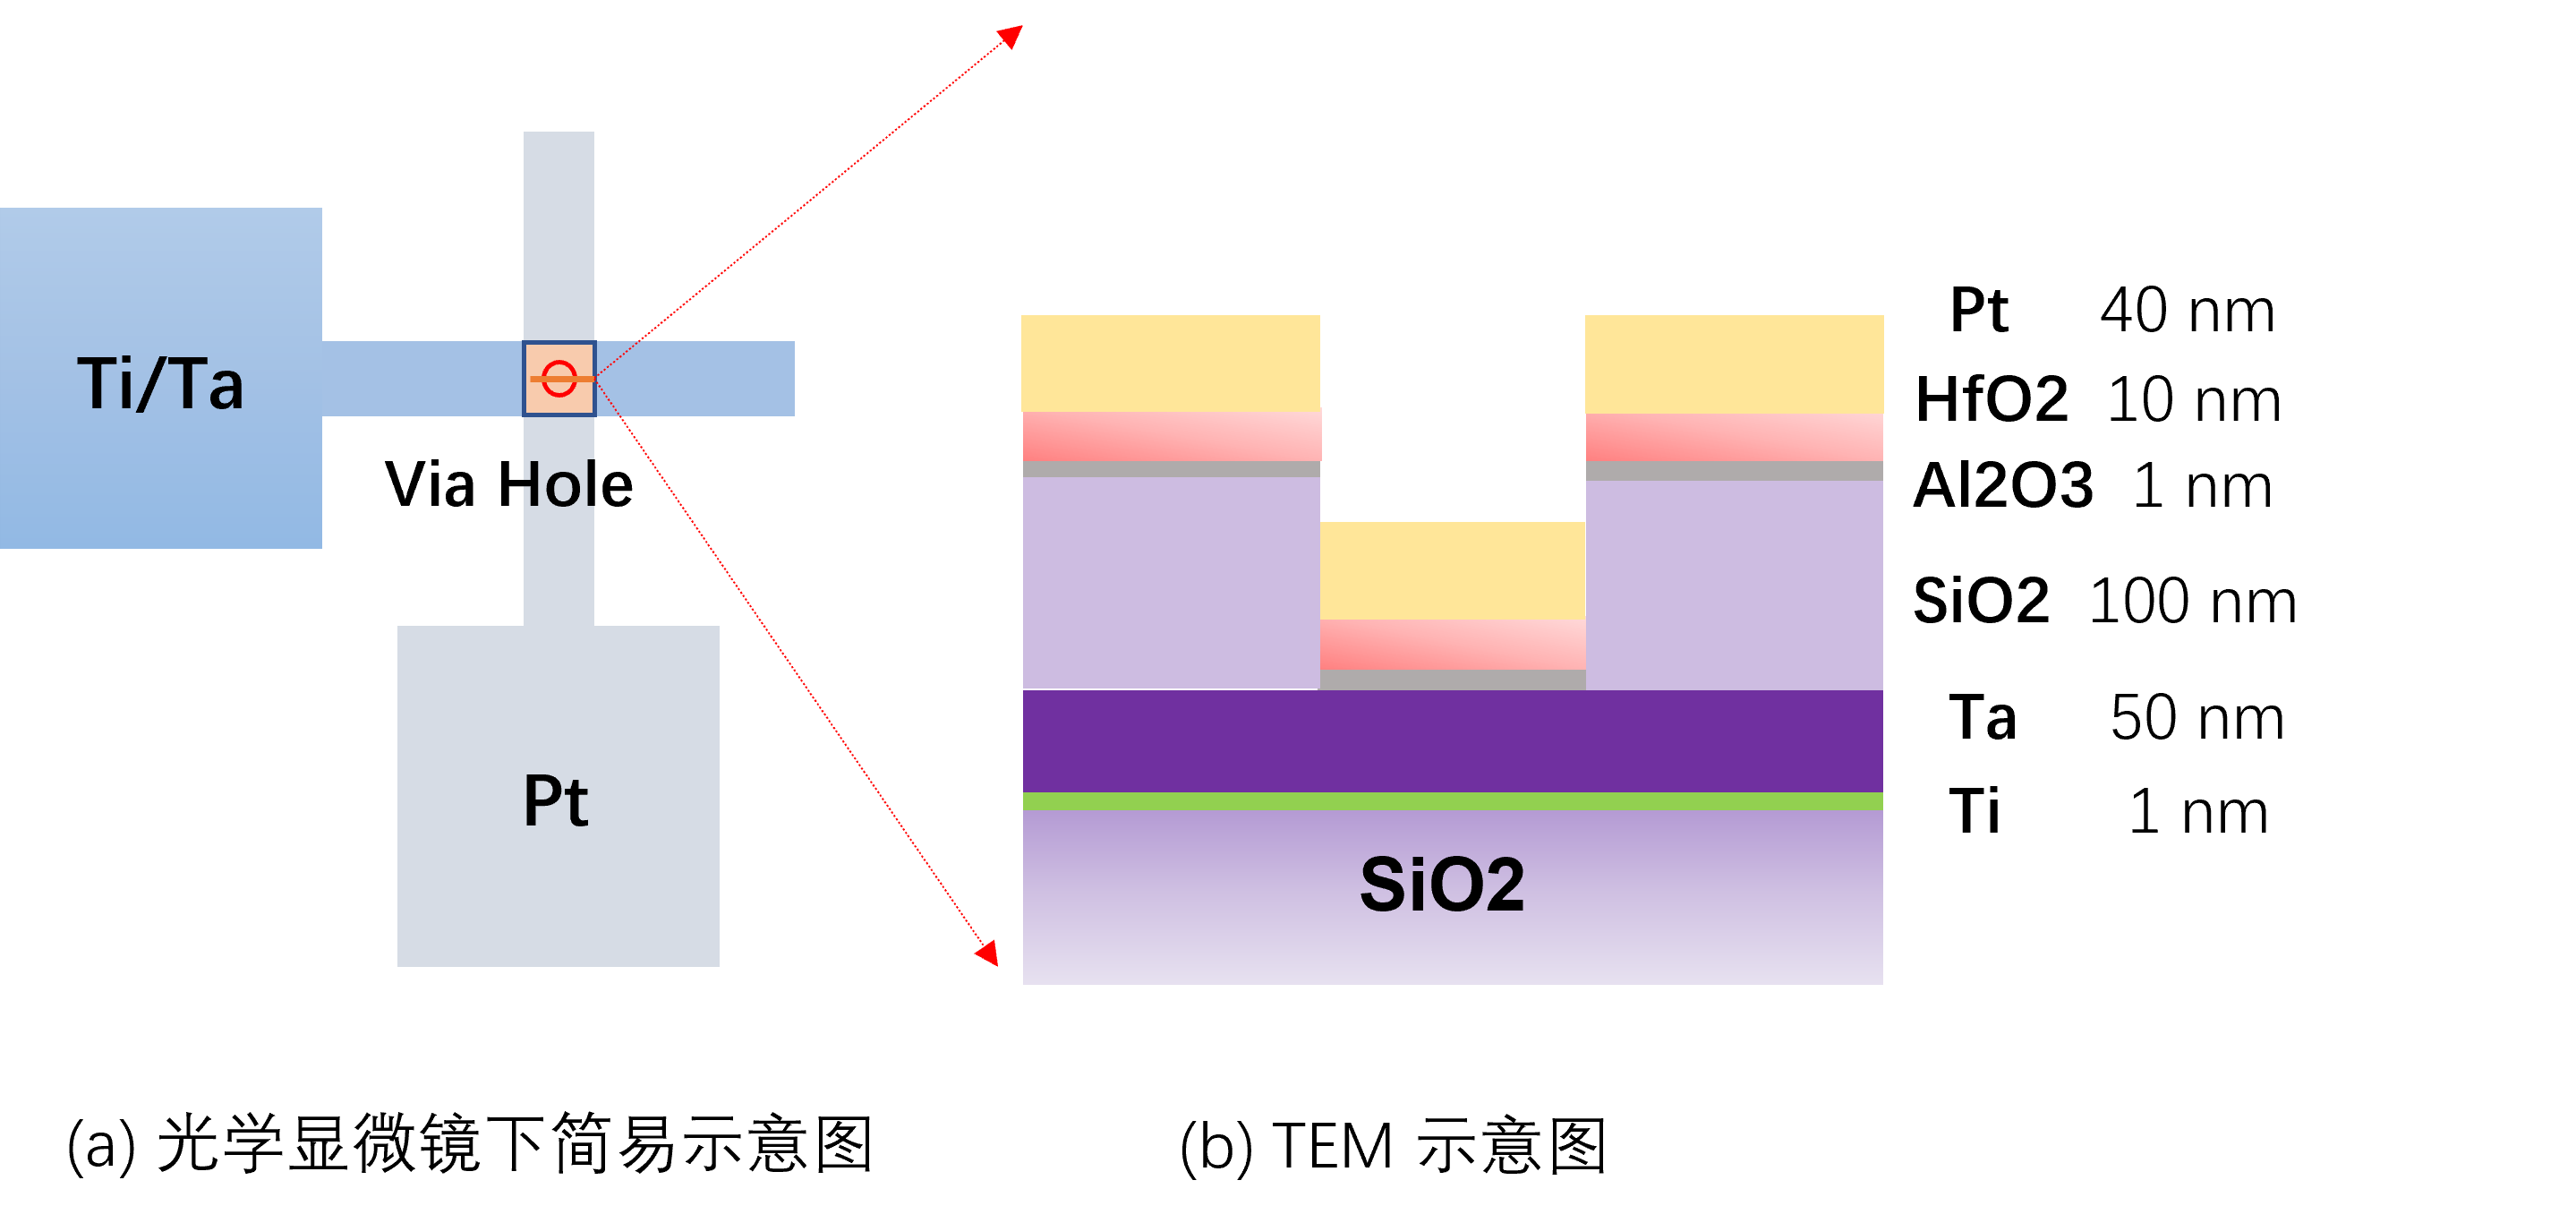 Ti/Ta
Via Hole
Pt
Pt 40 nm
HfO2 10 nm
Al2O3 1 nm
SiO2 100 nm
Ta 50 nm
Ti 1 nm
SiO2
(a) 光学显微镜下简易示意图
(b) TEM 示意图